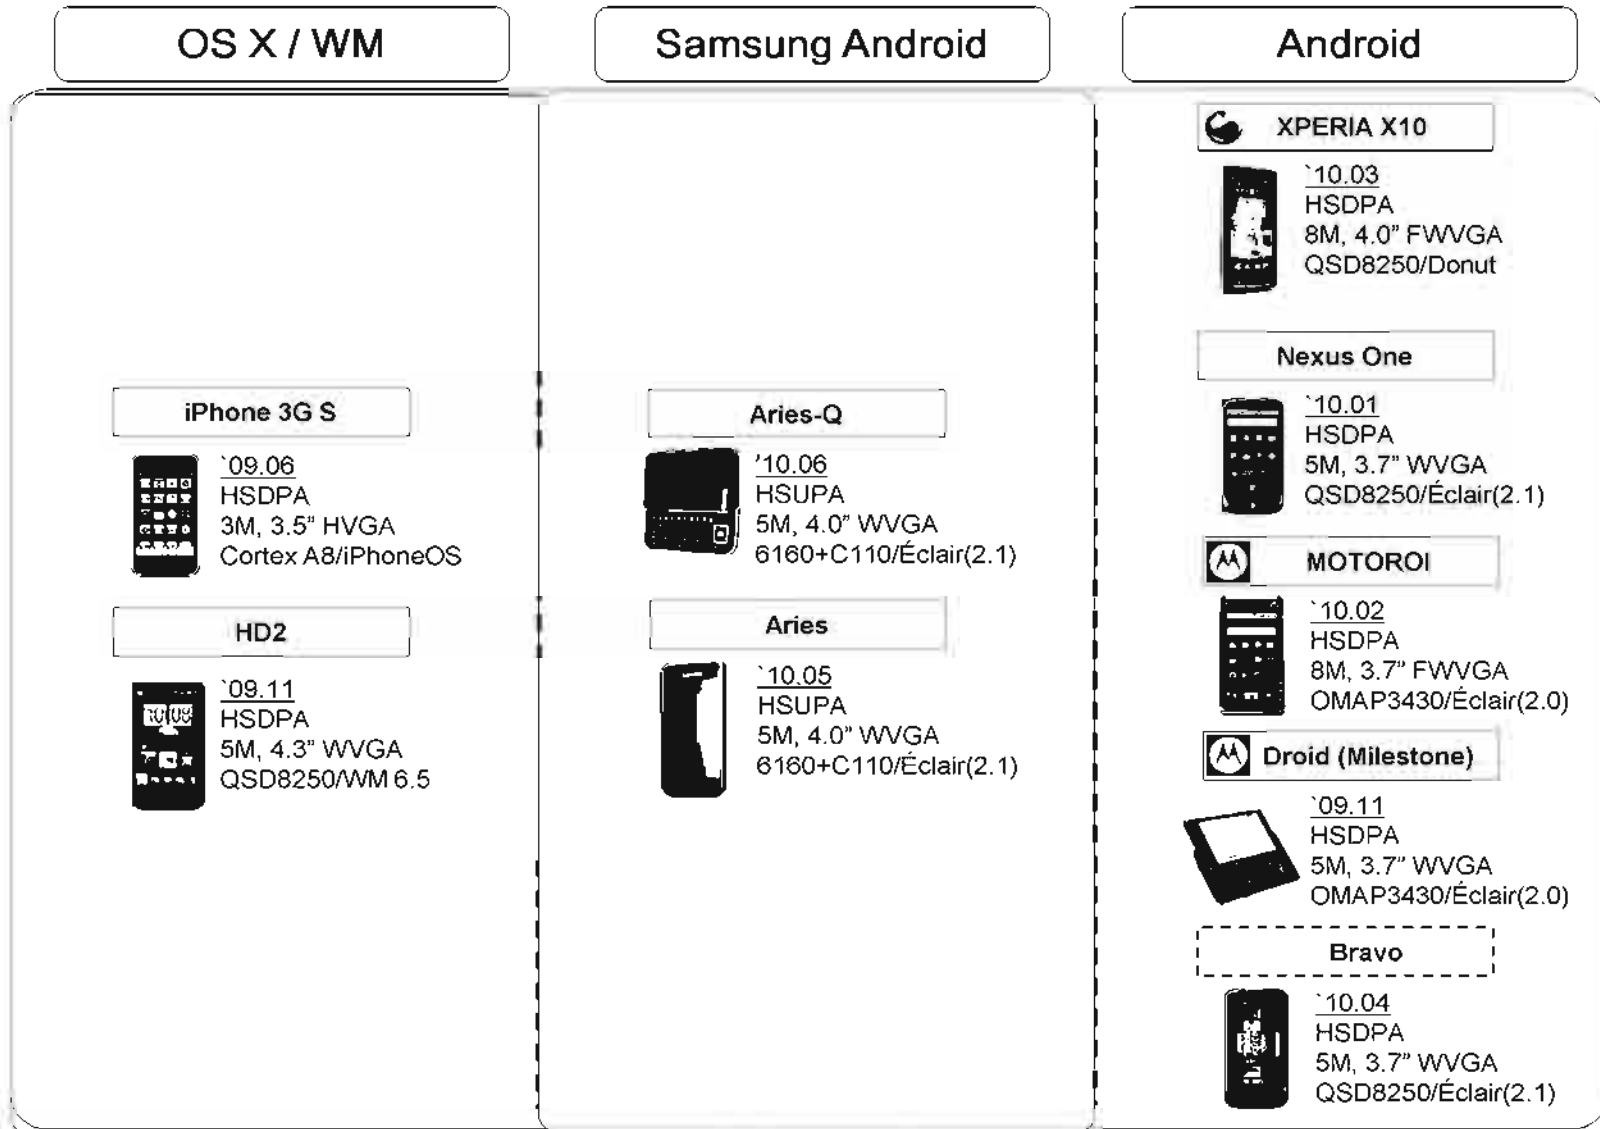 OS X / WM
Samsung Android
Android
iPhone 3G S
`09.06
HSDPA
3M, 3.5” HVGA
Cortex A8/iPhoneOS
HD2
`09.11
HSDPA
5M, 4.3” WVGA
QSD8250/WM 6.5
Aries-Q
’10.06
HSUPA
5M, 4.0” WVGA
6160+C110/Éclair(2.1)
Aries
`10.05
HSUPA
5M, 4.0” WVGA
6160+C110/Éclair(2.1)
XPERIA X10
`10.03
HSDPA
8M, 4.0” FWVGA
QSD8250/Donut
Nexus One
`10.01
HSDPA
5M, 3.7” WVGA
QSD8250/Éclair(2.1)
MOTOROI
`10.02
HSDPA
8M, 3.7” FWVGA
OMAP3430/Éclair(2.0)
Droid (Milestone)
`09.11
HSDPA
5M, 3.7” WVGA
OMAP3430/Éclair(2.0)
Bravo
`10.04
HSDPA
5M, 3.7” WVGA
QSD8250/Éclair(2.1)